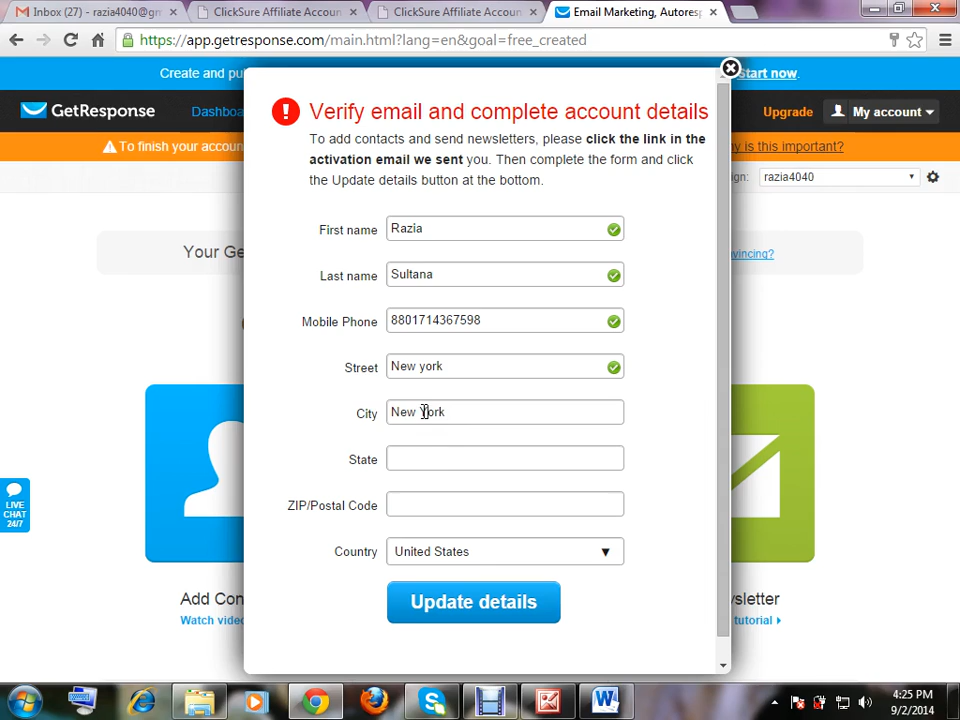 Inbox (27) - razia4040@gm
ClickSure Affiliate Accoun
ClickSure Affiliate Accoun
Email Marketing, Autoresp
https://app.getresponse.com/main.html?lang=en&goal=free_created
Create and pu
Start now.
GetResponse
Dashboa
Upgrade
My account
To finish your accoun
hy is this important?
ign:
razia4040
Verify email and complete account details
To add contacts and send newsletters, please click the link in the
activation email we sent you. Then complete the form and click
the Update details button at the bottom.
Your Ge
vincing?
First name
Razia
Last name
Sultana
Mobile Phone
8801714367598
Street
New york
City
New York
State
ZIP/Postal Code
Country
United States
Update details
LIVE
CHAT
24/7
Add Con
Watch video
wsletter
tutorial
4:25 PM
9/2/2014